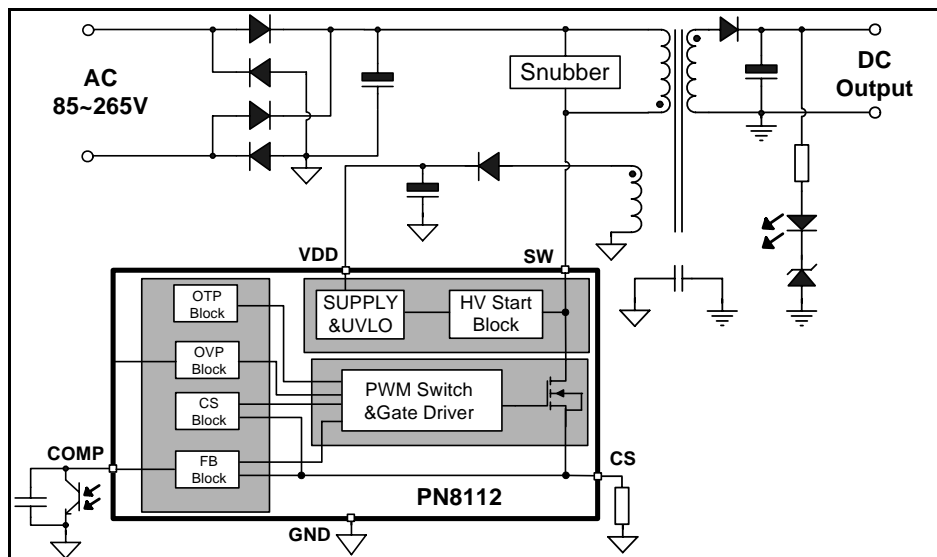 AC
85~265V
Snubber
DC
Output
VDD
SW
OTP
Block
SUPPLY
&UVLO
HV Start
Block
OVP
Block
PWM Switch
&Gate Driver
CS
Block
COMP
FB
Block
CS
PN8112
GND